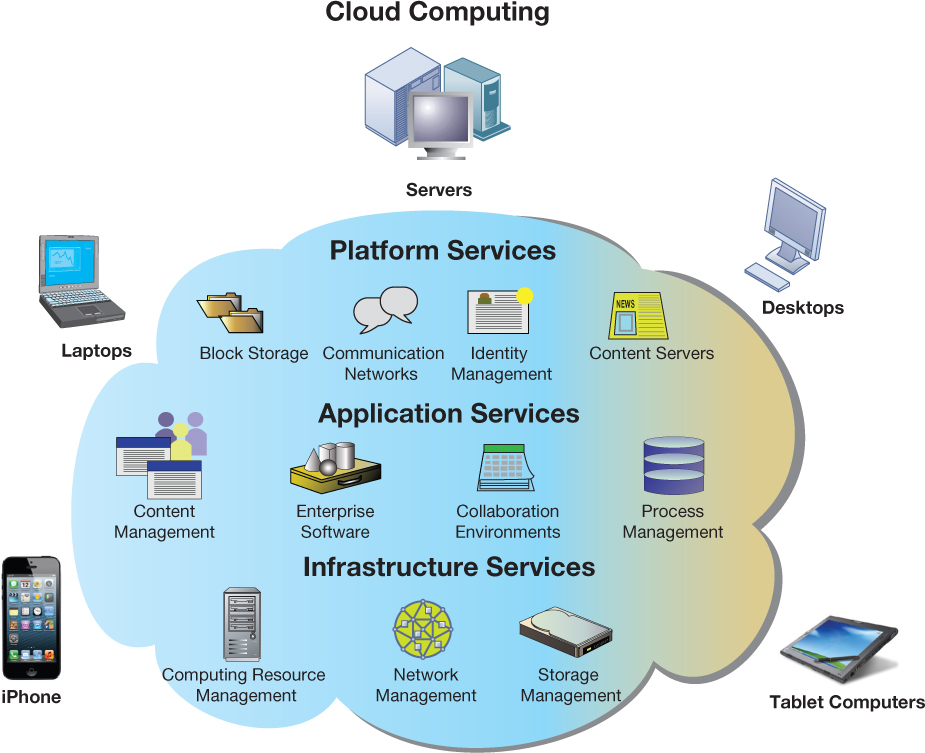 Cloud Computing
Servers
Platform Services
Desktops
Laptops
NEWS
Block Storage
Communication
Networks
Identity
Management
Content Servers
Application Services
Content
Management
Enterprise
Software
Collaboration
Environments
Process
Management
Infrastructure Services
Computing Resource
Management
Network
Management
Storage
Management
iPhone
Tablet Computers